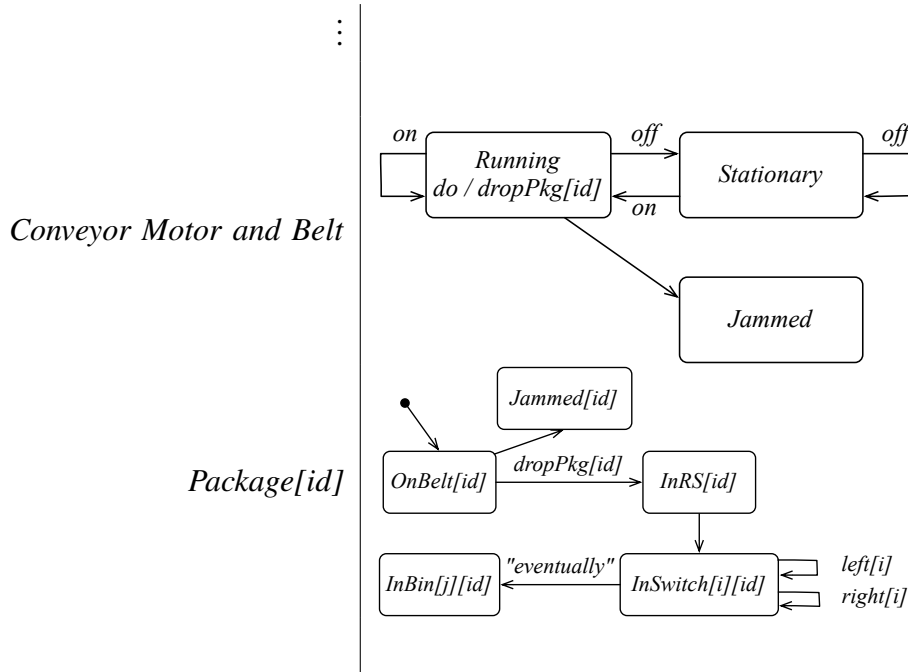 ⋮
on
off
off
Running
do / dropPkg[id]
Stationary
on
Conveyor Motor and Belt
Jammed
Jammed[id]
Package[id]
OnBelt[id]
dropPkg[id]
InRS[id]
InBin[j][id]
"eventually"
InSwitch[i][id]
left[i]
right[i]